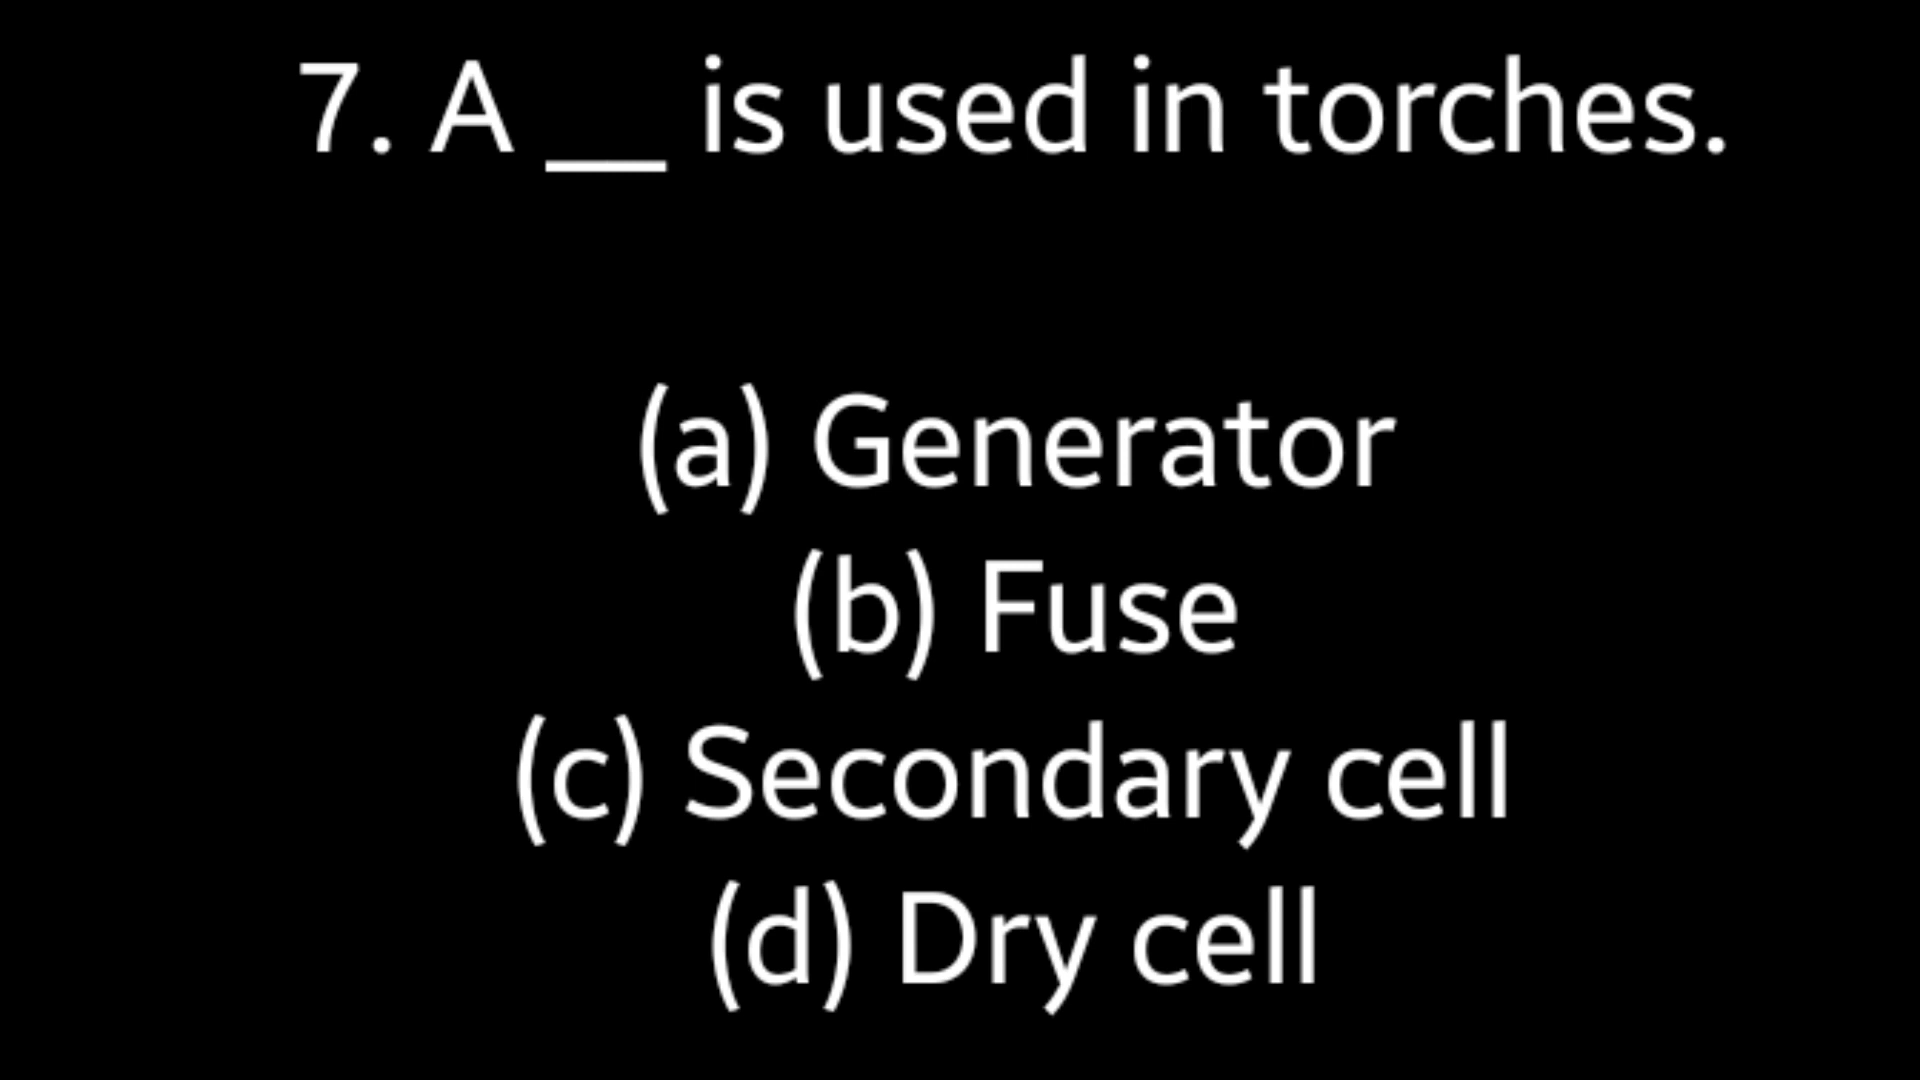 7. A __ is used in torches.
(a) Generator
(b) Fuse
(c) Secondary cell
(d) Dry cell